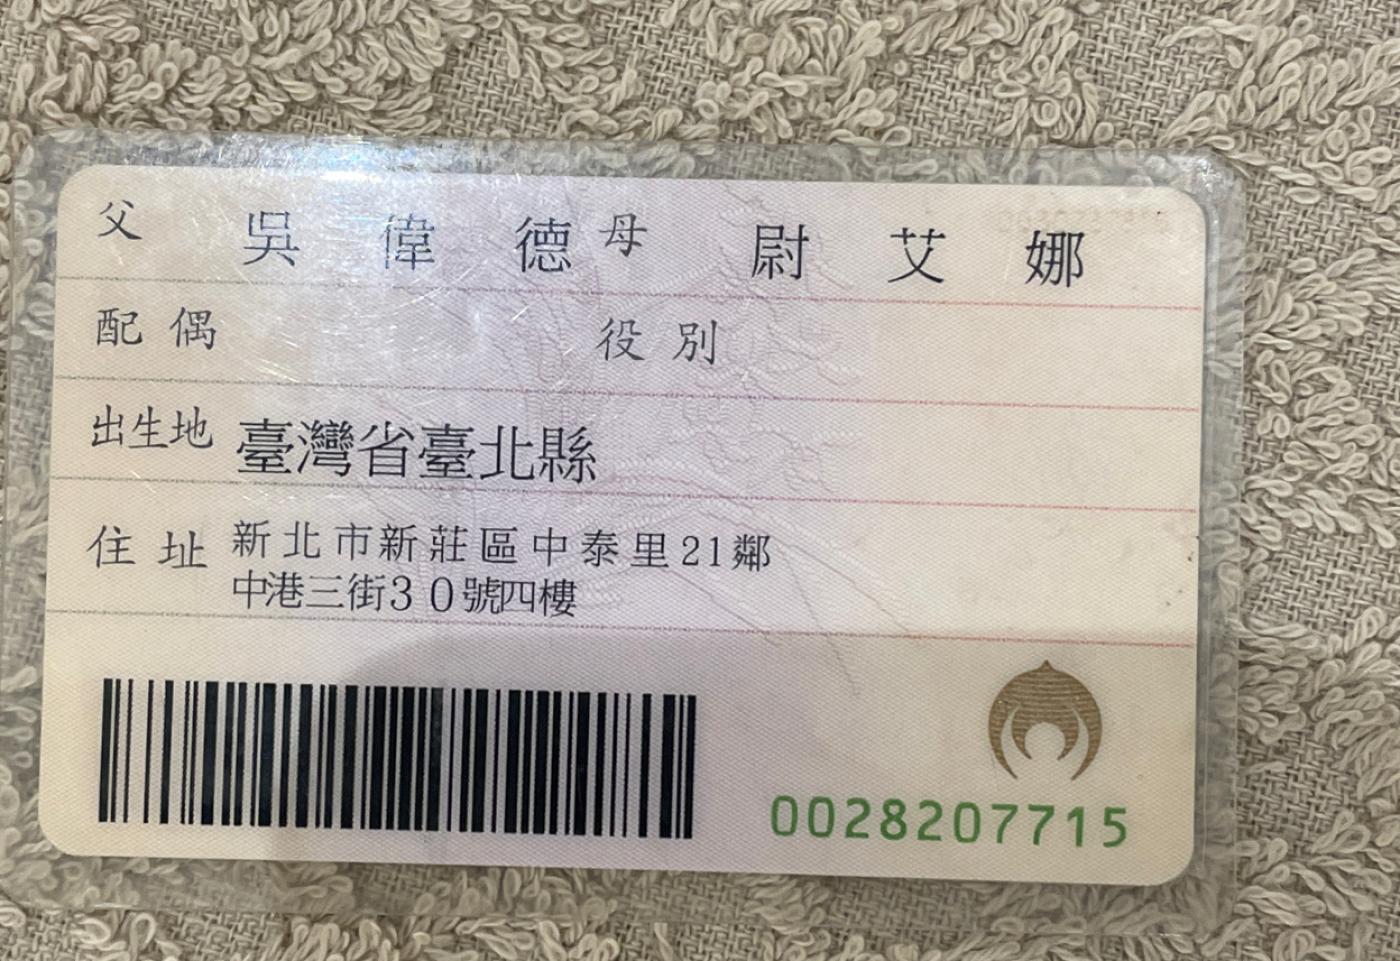 父 吳偉德 母 尉艾娜
配偶 役別
出生地 臺灣省臺北縣
住址 新北市新莊區中泰里21鄰
中港三街30號四樓
0028207715